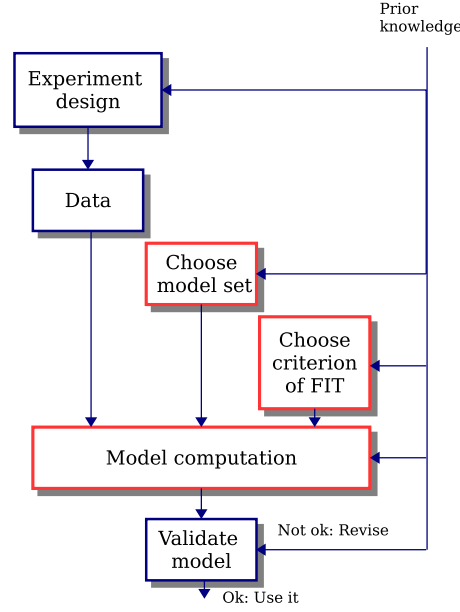 Prior
knowledge
Experiment
design
Data
Choose
model set
Choose
criterion
of FIT
Model computation
Validate
model
Not ok: Revise
Ok: Use it